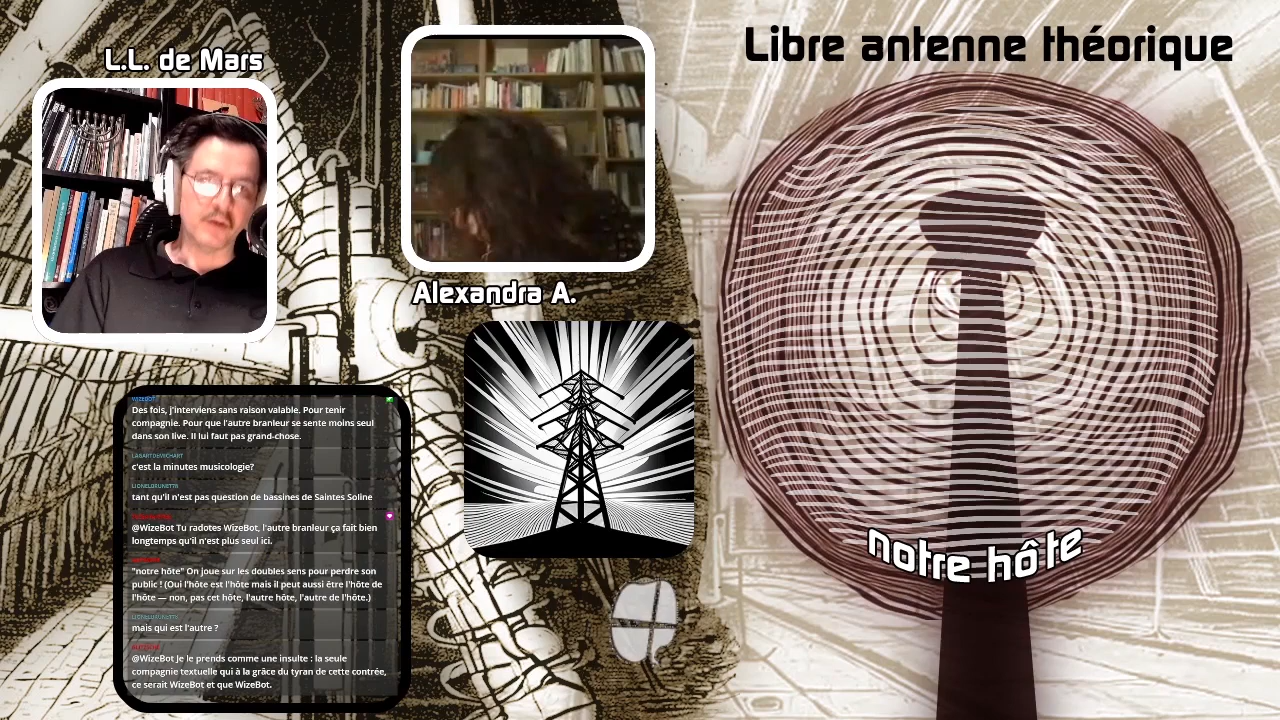 Libre antenne théorique
L.L. de Mars
Alexandra A.
WIZEBOT
Des fois, j'interviens sans raison valable. Pour tenir
compagnie. Pour que l'autre branleur se sente moins seul
dans son live. Il lui faut pas grand-chose.
c'est la minutes musicologie?
LIONELBRUNETTI
tant qu'il n'est pas question de bassines de Saintes Soline
@WizeBot Tu radotes WizeBot, l'autre branleur ça fait bien
longtemps qu'il n'est plus seul ici.
"notre hôte" On joue sur les doubles sens pour perdre son
public ! (Oui l'hôte est l'hôte mais il peut aussi être l'hôte de
l'hôte — non, pas cet hôte, l'autre hôte, l'autre de l'hôte.)
LIONELBRUNETTI
mais qui est l'autre ?
@WizeBot Je le prends comme une insulte : la seule
compagnie textuelle qui à la grâce du tyran de cette contrée,
ce serait WizeBot et que WizeBot.
notre hôte